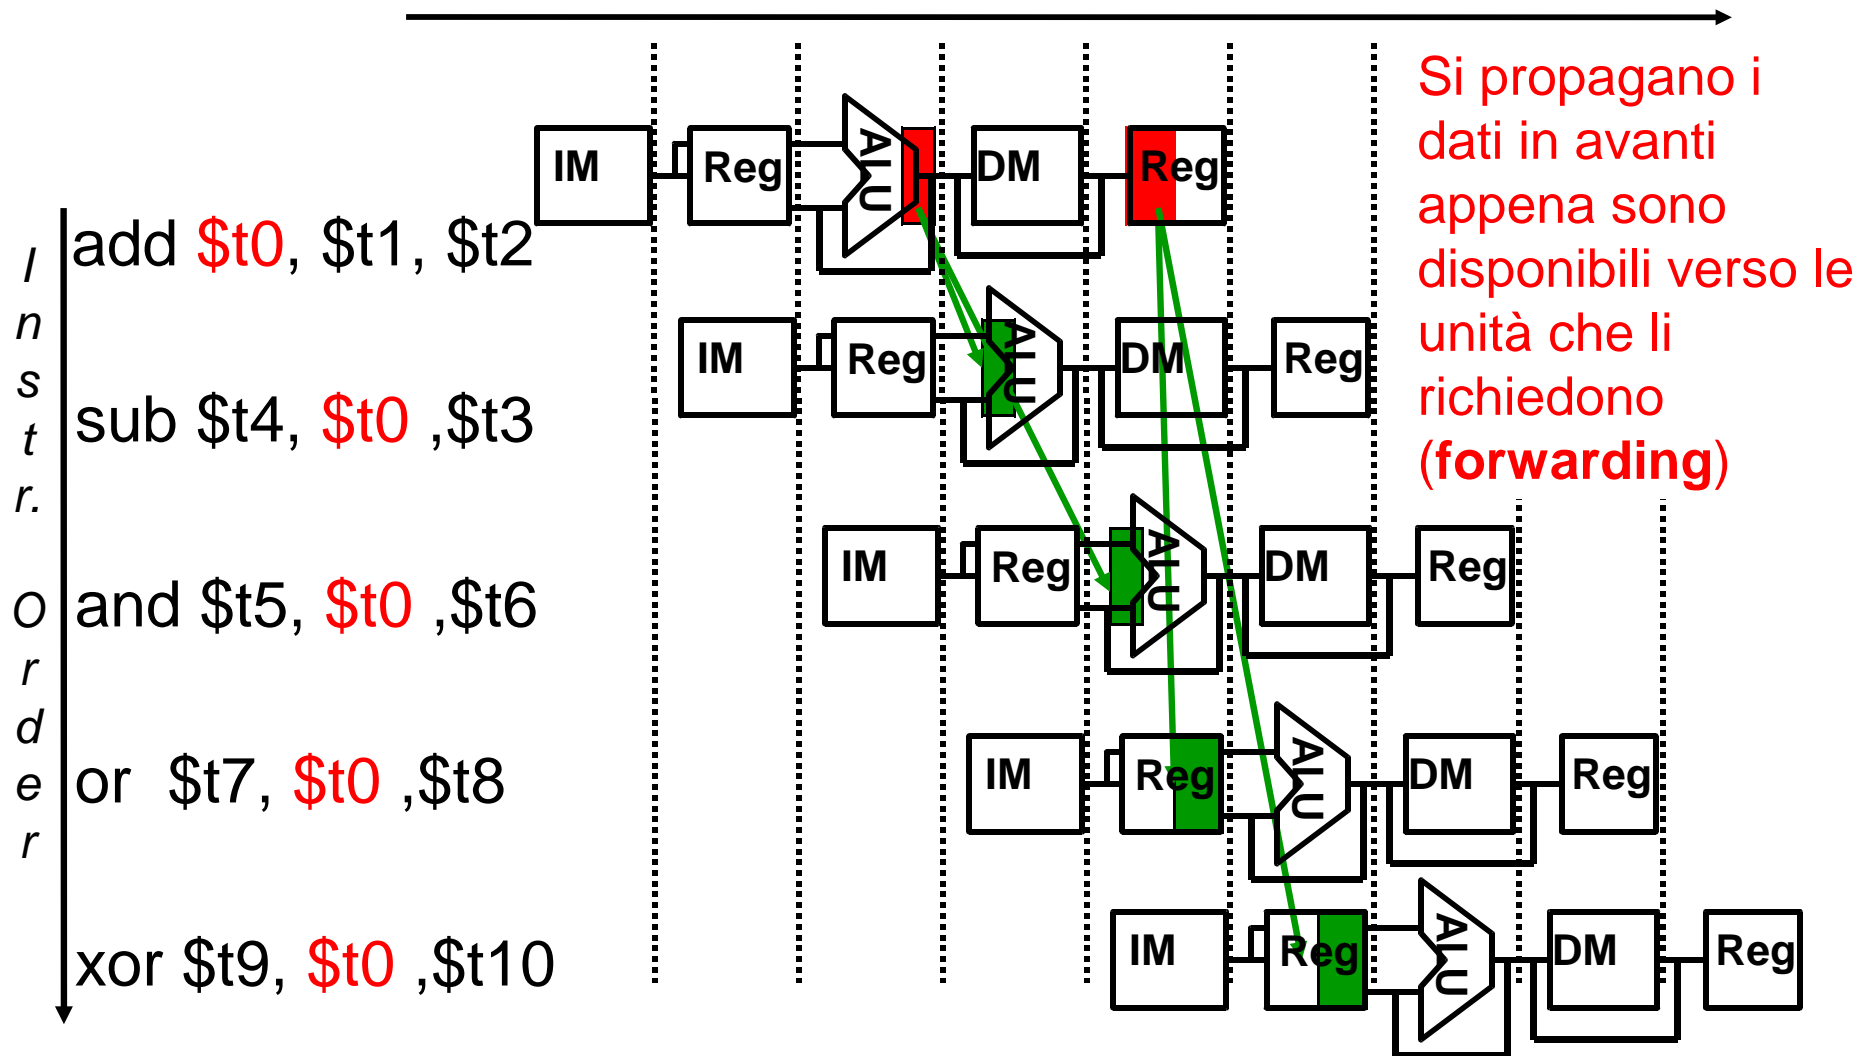 Si propagano i
dati in avanti
appena sono
disponibili verso le
unità che li
richiedono
(forwarding)
Instr. Order
add $t0, $t1, $t2
IM Reg ALU DM Reg
sub $t4, $t0 ,$t3
IM Reg ALU DM Reg
and $t5, $t0 ,$t6
IM Reg ALU DM Reg
or $t7, $t0 ,$t8
IM Reg ALU DM Reg
xor $t9, $t0 ,$t10
IM Reg ALU DM Reg